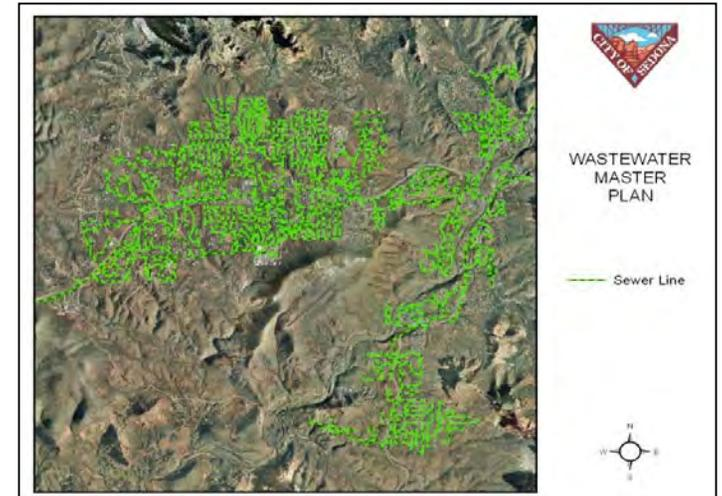 CITY OF SEDONA
WASTEWATER
MASTER
PLAN
Sewer Line
N
W E
S